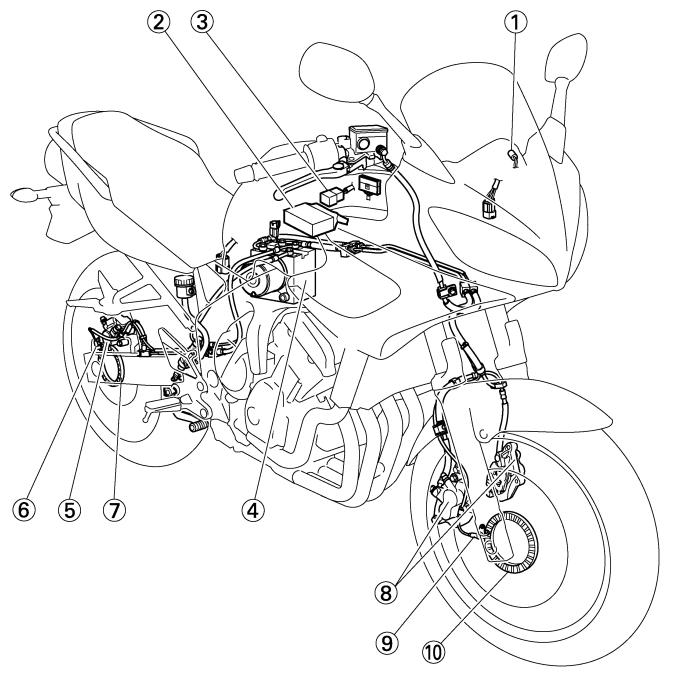 ② ③ ①
⑥ ⑤ ⑦ ④
⑧
⑨ ⑩